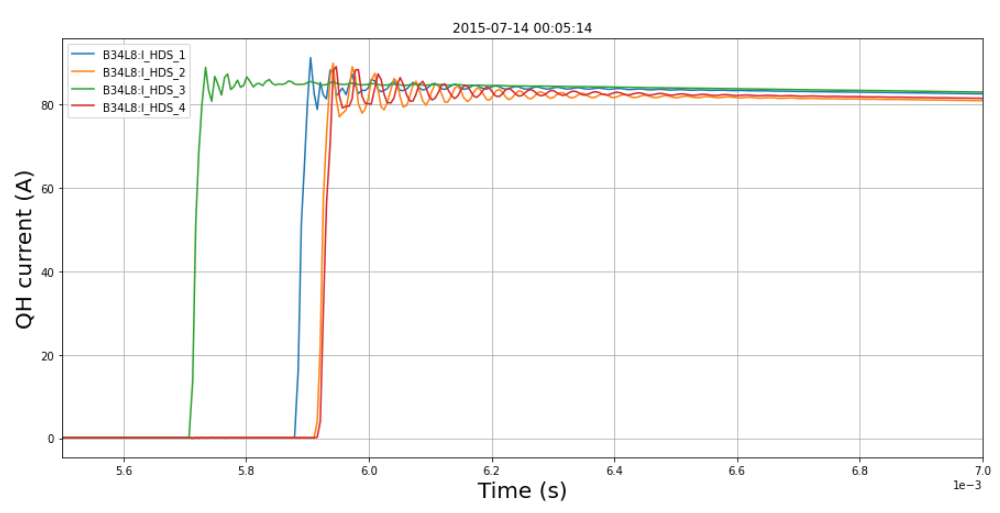 2015-07-14 00:05:14
B34L8:I_HDS_1
B34L8:I_HDS_2
B34L8:I_HDS_3
B34L8:I_HDS_4
80
60
40
20
0
QH current (A)
5.6 5.8 6.0 6.2 6.4 6.6 6.8 7.0
1e-3
Time (s)